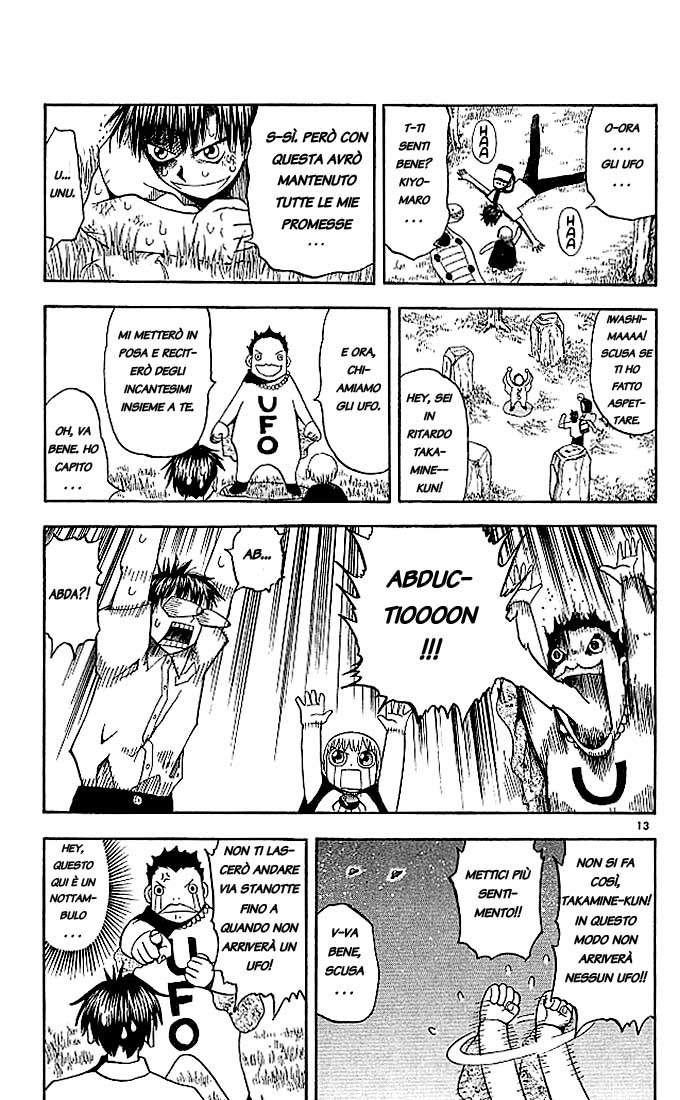 O-ORA
. . .
GLI UFO
. . .
T-TI
SENTI
BENE?
KIYO-
MARO
. . .
HAA
HAA
S-SÌ. PERÒ CON
QUESTA AVRÒ
MANTENUTO
TUTTE LE MIE
PROMESSE
. . .
U...
UNU.
IWASHI-
MAAAA!
SCUSA SE
TI HO
FATTO
ASPET-
TARE.
HEY, SEI
IN
RITARDO
TAKA-
MINE--
KUN!
E ORA,
CHI-
AMIAMO
GLI UFO.
MI METTERÒ IN
POSA E RECIT-
ERÒ DEGLI
INCANTESIMI
INSIEME A TE.
OH, VA
BENE. HO
CAPITO
. . .
UFO
ABDUC-
TIOOOON
!!!
AB...
ABDA?!
U
13
NON SI FA
COSÌ,
TAKAMINE-KUN!
IN QUESTO
MODO NON
ARRIVERÀ
NESSUN UFO!!
METTICI PIÙ
SENTI-
MENTO!!
V-VA
BENE,
SCUSA
. . .
NON TI LAS-
CERÒ ANDARE
VIA STANOTTE
FINO A
QUANDO NON
ARRIVERÀ UN
UFO!
HEY,
QUESTO
QUI È UN
NOTTAM-
BULO
. . .
UFO